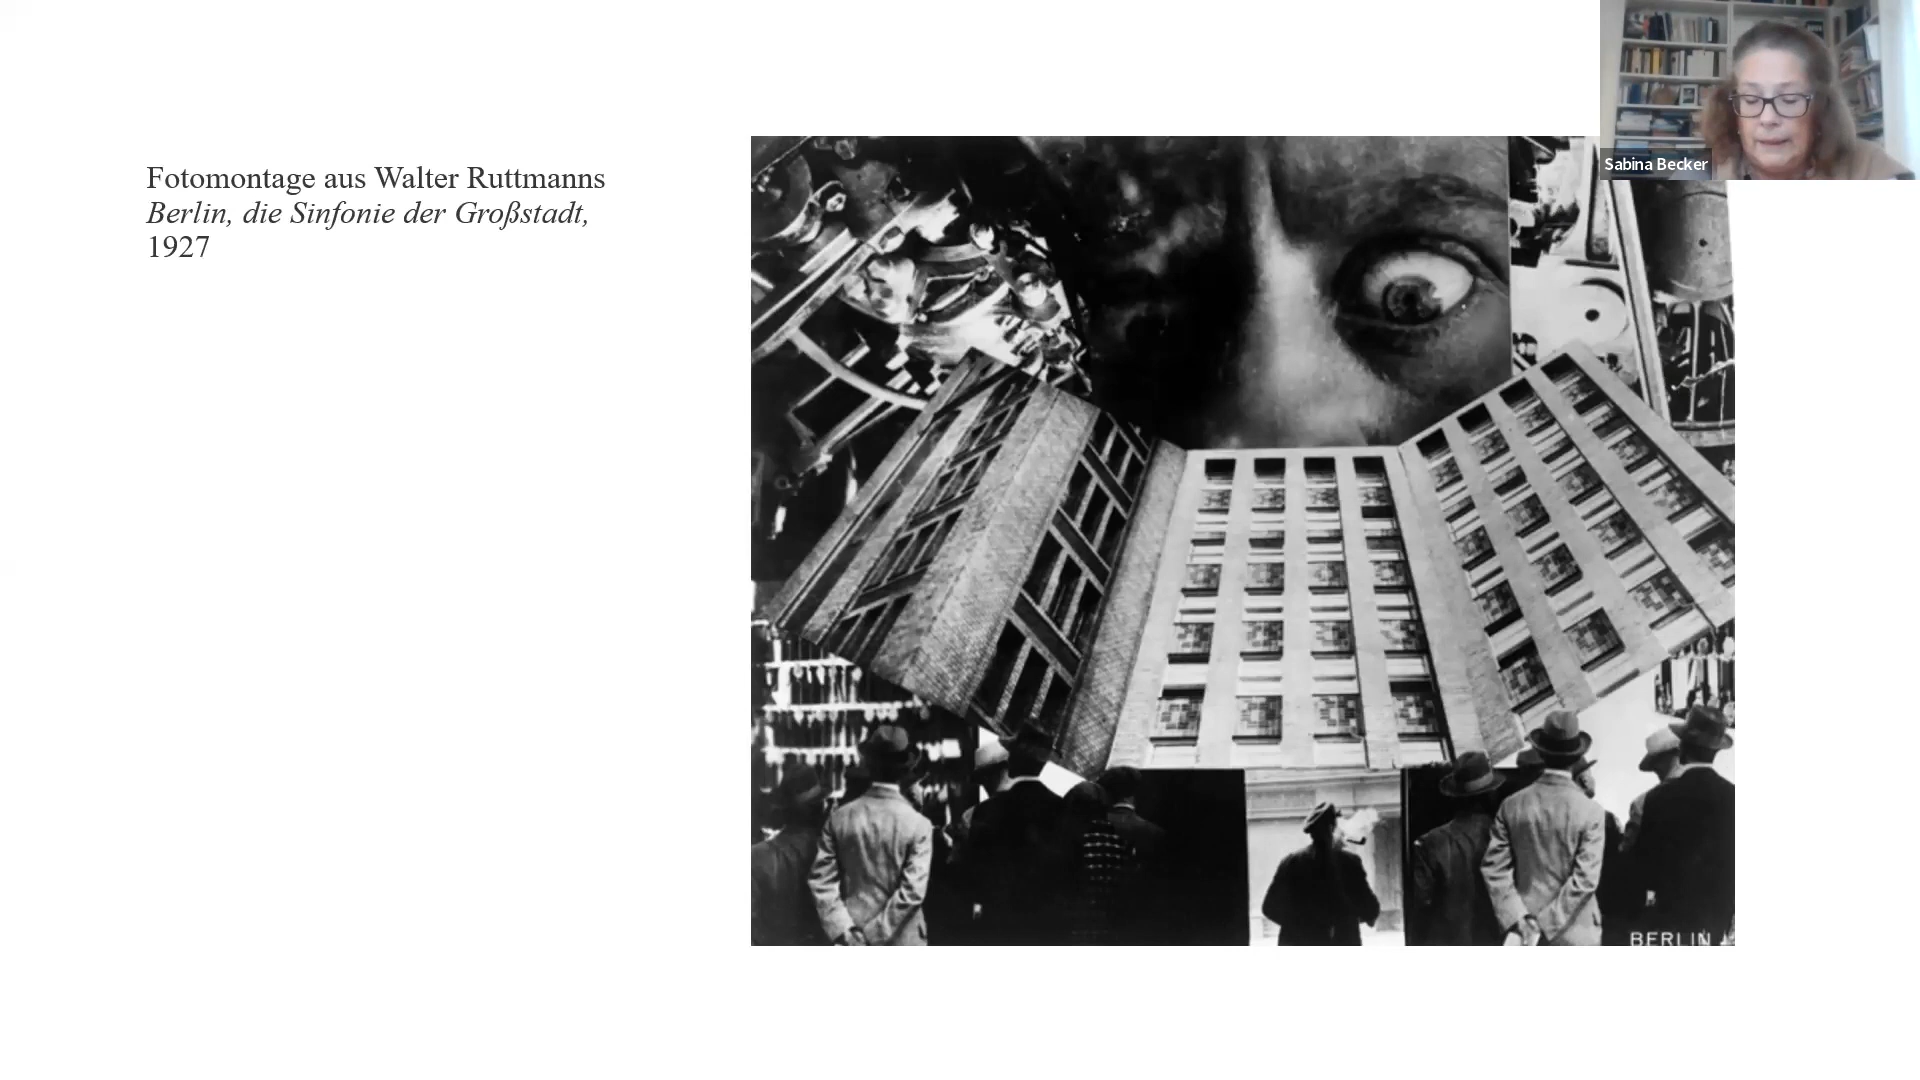 Fotomontage aus Walter Ruttmanns
Berlin, die Sinfonie der Großstadt,
1927
Sabina Becker
BERLIN